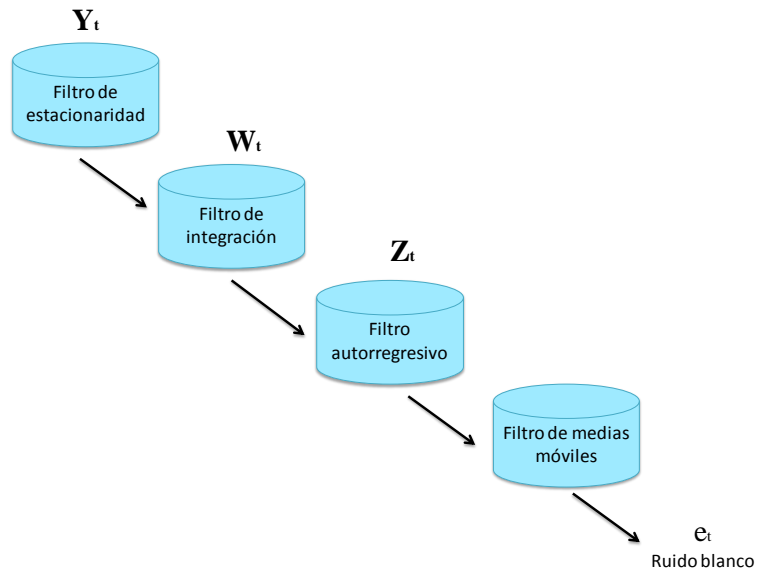 Yt
Filtro de
estacionaridad
Wt
Filtro de
integración
Zt
Filtro
autorregresivo
Filtro de medias
móviles
et
Ruido blanco